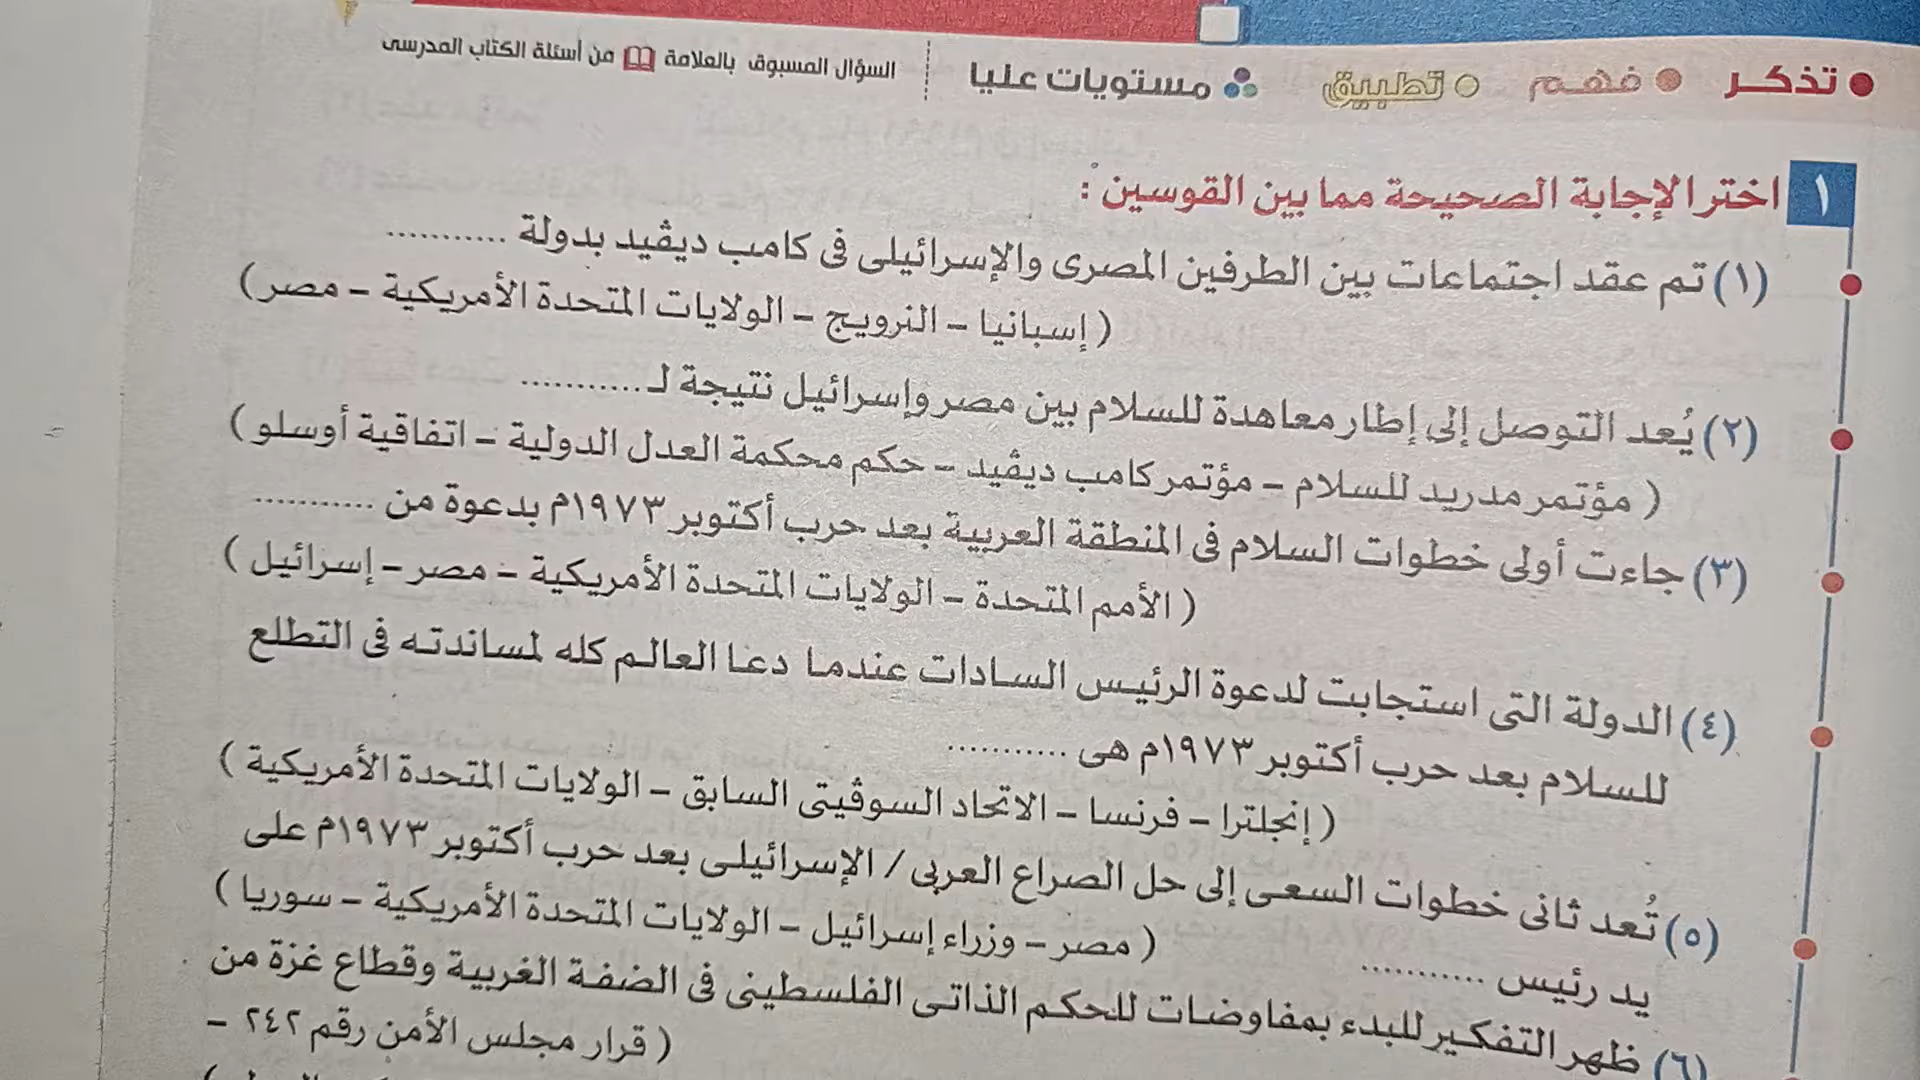 تذكر فهم تطبيق مستويات عليا السؤال المسبوق بالعلامة من أسئلة الكتاب المدرسى
١ اختر الإجابة الصحيحة مما بين القوسين :
(١) تم عقد اجتماعات بين الطرفين المصرى والإسرائيلى فى كامب ديڤيد بدولة ...........
( إسبانيا – النرويج – الولايات المتحدة الأمريكية – مصر )
(٢) يُعد التوصل إلى إطار معاهدة للسلام بين مصر وإسرائيل نتيجة لـ ...........
( مؤتمر مدريد للسلام – مؤتمر كامب ديڤيد – حكم محكمة العدل الدولية – اتفاقية أوسلو )
(٣) جاءت أولى خطوات السلام فى المنطقة العربية بعد حرب أكتوبر ١٩٧٣م بدعوة من ...........
( الأمم المتحدة – الولايات المتحدة الأمريكية – مصر – إسرائيل )
(٤) الدولة التى استجابت لدعوة الرئيس السادات عندما دعا العالم كله لمساندته فى التطلع
للسلام بعد حرب أكتوبر ١٩٧٣م هى ...........
( إنجلترا – فرنسا – الاتحاد السوڤيتى السابق – الولايات المتحدة الأمريكية )
(٥) تُعد ثانى خطوات السعى إلى حل الصراع العربى / الإسرائيلى بعد حرب أكتوبر ١٩٧٣م على
يد رئيس ...........
( مصر – وزراء إسرائيل – الولايات المتحدة الأمريكية – سوريا )
(٦) ظهر التفكير للبدء بمفاوضات للحكم الذاتى الفلسطينى فى الضفة الغربية وقطاع غزة من
( قرار مجلس الأمن رقم ٢٤٢ –